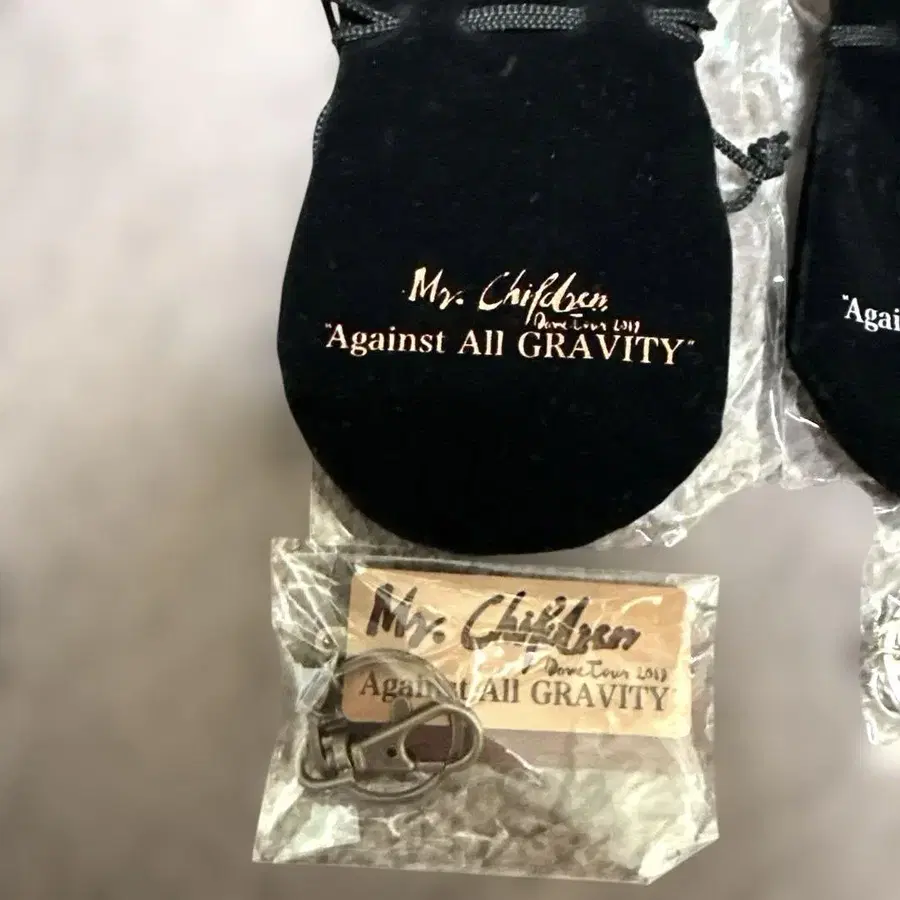 Mr. Children
Dome Tour 2019
"Against All GRAVITY"
"Agai
Mr. Children
Dome Tour 2019
Against All GRAVITY